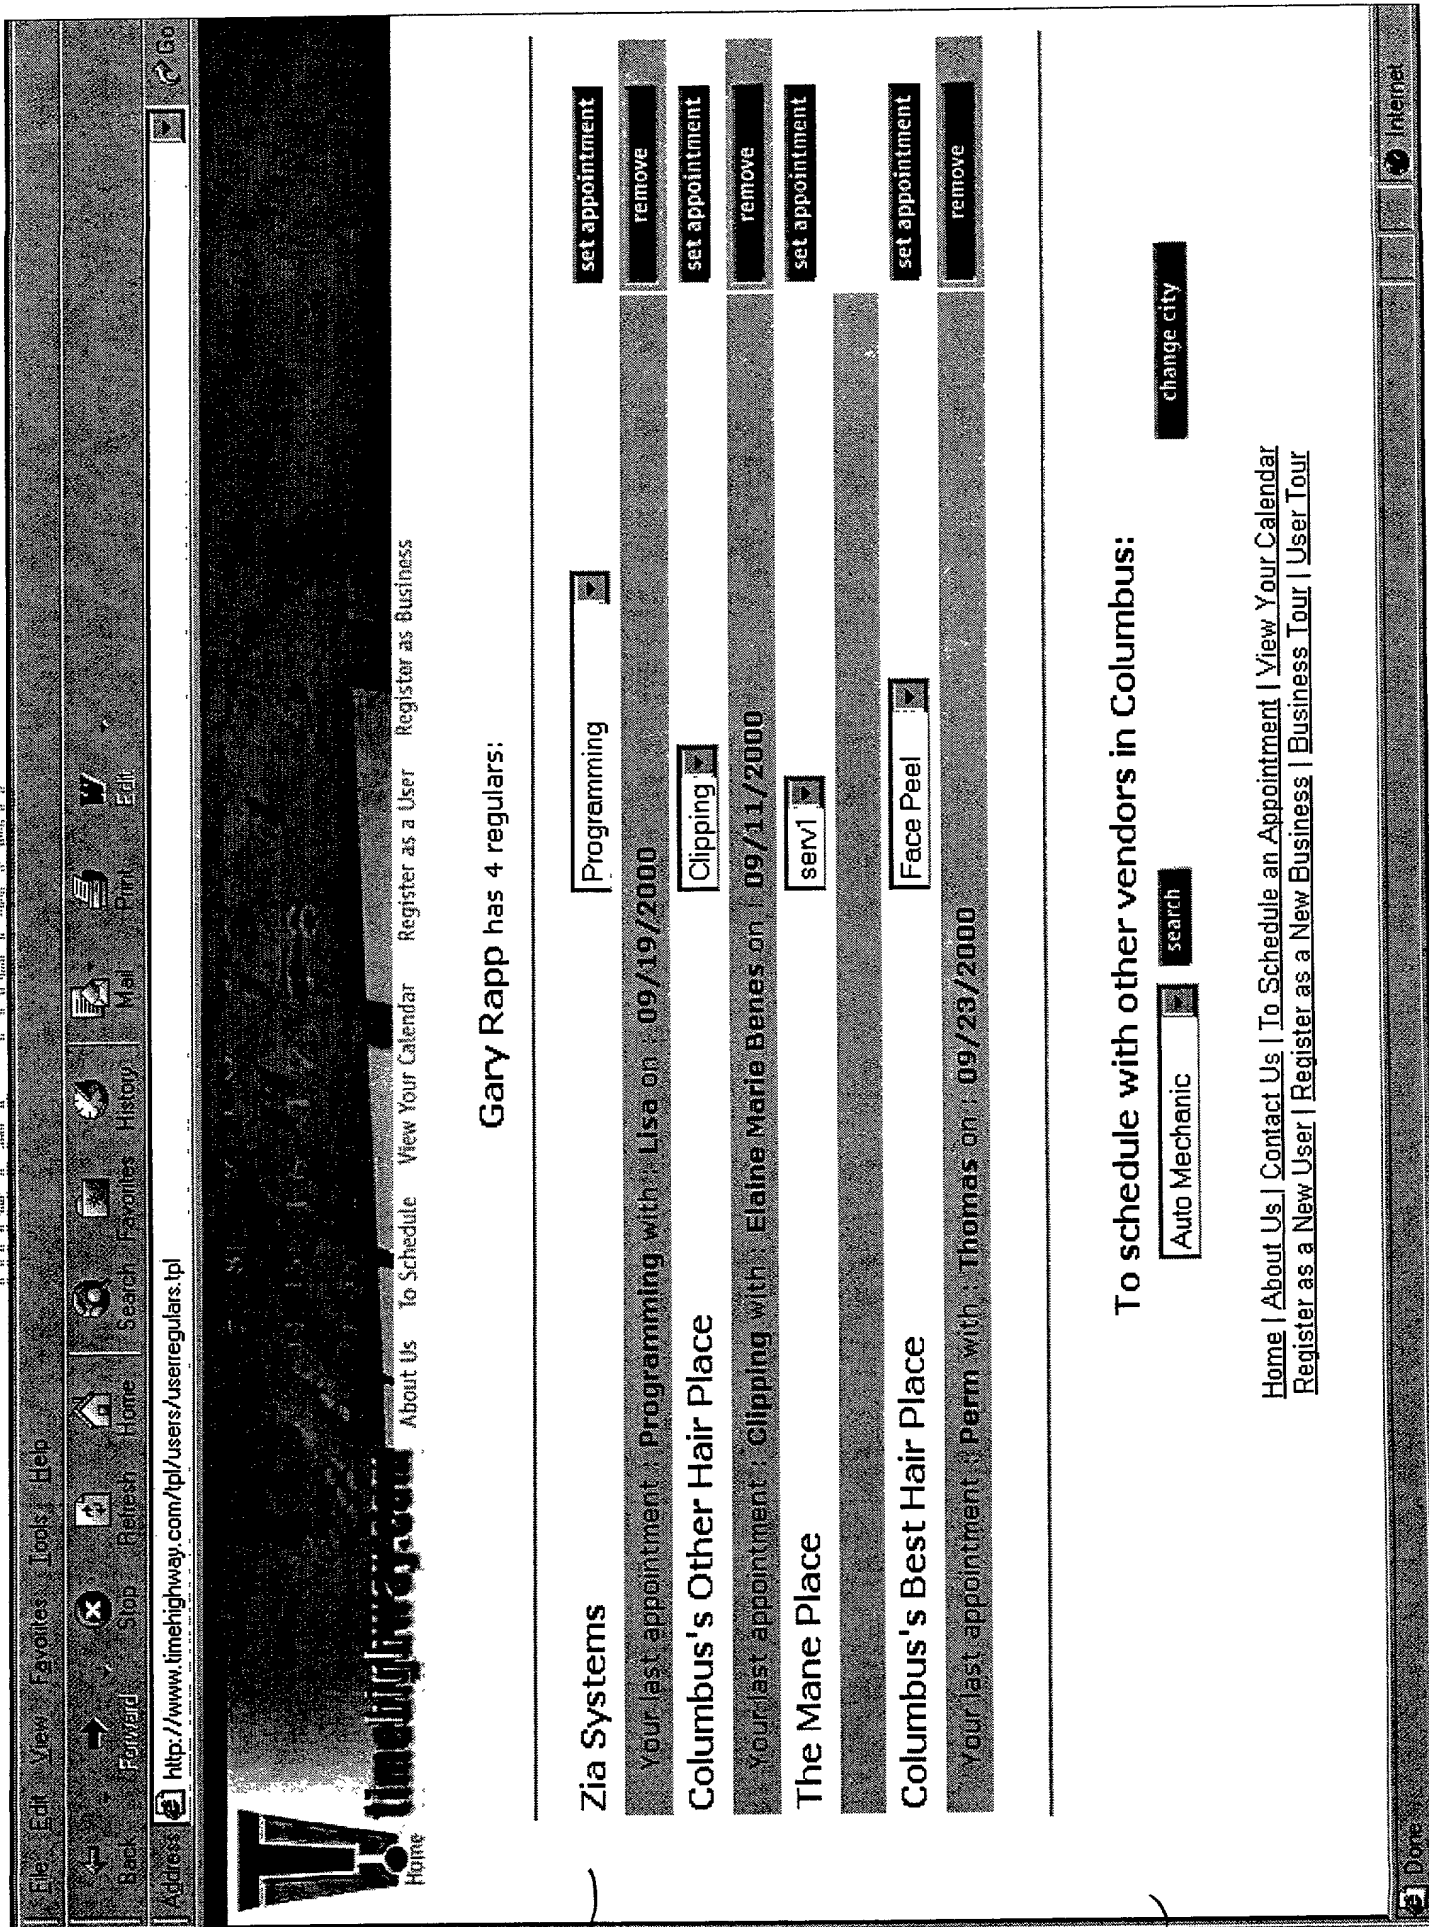 File Edit View Favorites Tools Help
Back Forward Stop Refresh Home Search Favorites History Mail Print Edit
Address http://www.timehighway.com/tpl/users/userregulars.tpl Go
timehighway.com
Home About Us To Schedule View Your Calendar Register as a User Register as Business
Gary Rapp has 4 regulars:
Zia Systems Programming set appointment
Your last appointment : Programming with : Lisa on : 09/19/2000 remove
Columbus's Other Hair Place Clipping set appointment
Your last appointment : Clipping with : Elaine Marie Benes on : 09/11/2000 remove
The Mane Place serv1 set appointment
Columbus's Best Hair Place Face Peel set appointment
Your last appointment : Perm with : Thomas on : 09/23/2000 remove
To schedule with other vendors in Columbus:
Auto Mechanic search change city
Home | About Us | Contact Us | To Schedule an Appointment | View Your Calendar
Register as a New User | Register as a New Business | Business Tour | User Tour
Done Internet